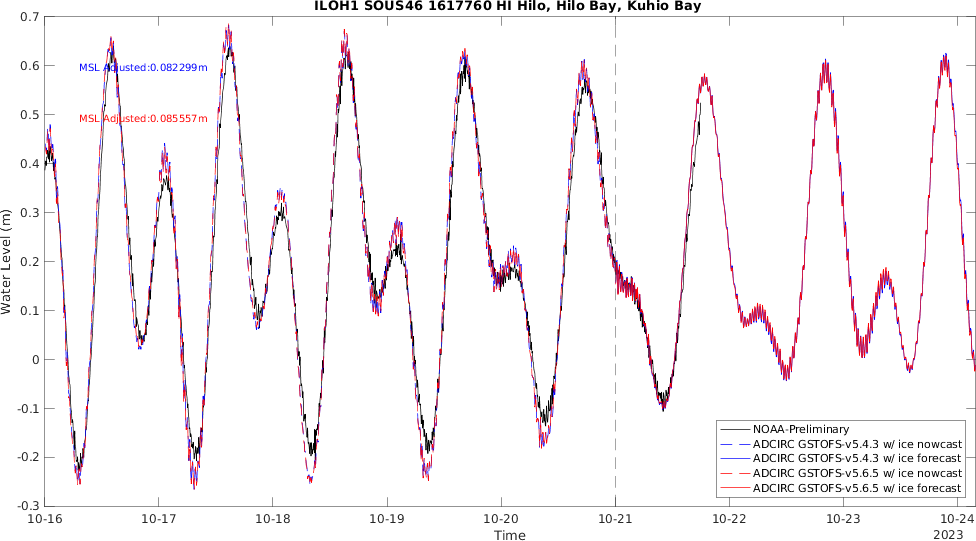 ILOH1 SOUS46 1617760 HI Hilo, Hilo Bay, Kuhio Bay
0.7
0.6
0.5
0.4
0.3
0.2
0.1
0
-0.1
-0.2
-0.3
Water Level (m)
MSL Adjusted:0.082299m
MSL Adjusted:0.085557m
NOAA-Preliminary
ADCIRC GSTOFS-v5.4.3 w/ ice nowcast
ADCIRC GSTOFS-v5.4.3 w/ ice forecast
ADCIRC GSTOFS-v5.6.5 w/ ice nowcast
ADCIRC GSTOFS-v5.6.5 w/ ice forecast
10-16 10-17 10-18 10-19 10-20 10-21 10-22 10-23 10-24
Time
2023